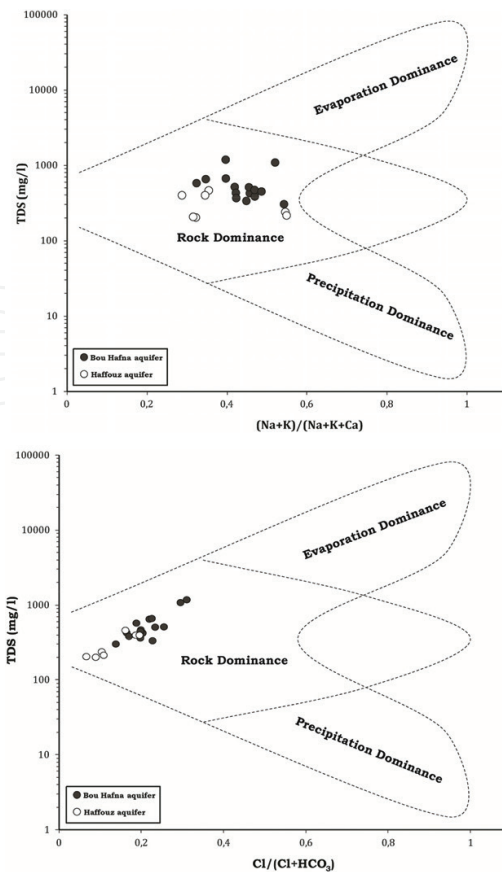 100000
10000
1000
100
10
1
TDS (mg/l)
Evaporation Dominance
Rock Dominance
Precipitation Dominance
Bou Hafna aquifer
Haffouz aquifer
0
0,2
0,4
0,6
0,8
1
(Na+K)/(Na+K+Ca)
100000
10000
1000
100
10
1
TDS (mg/l)
Evaporation Dominance
Rock Dominance
Precipitation Dominance
Bou Hafna aquifer
Haffouz aquifer
0
0,2
0,4
0,6
0,8
1
Cl/(Cl+HCO₃)